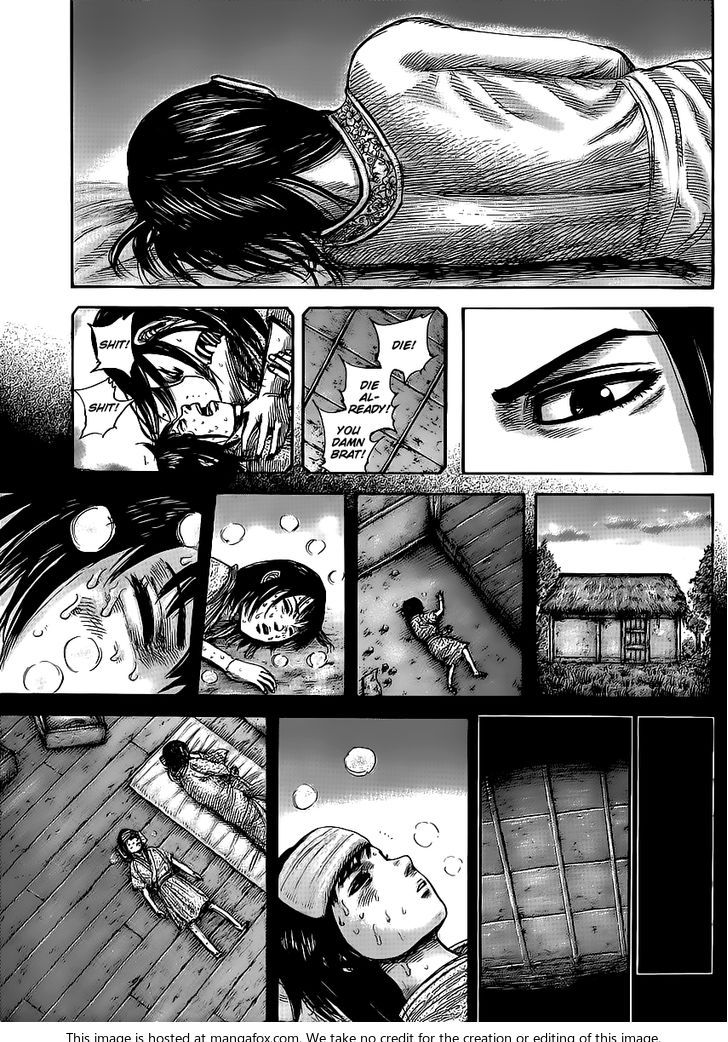 DIE!
DIE
AL-
READY!
YOU
DAMN
BRAT!
SHIT!
SHIT!
This image is hosted at mangafox.com. We take no credit for the creation or editing of this image.